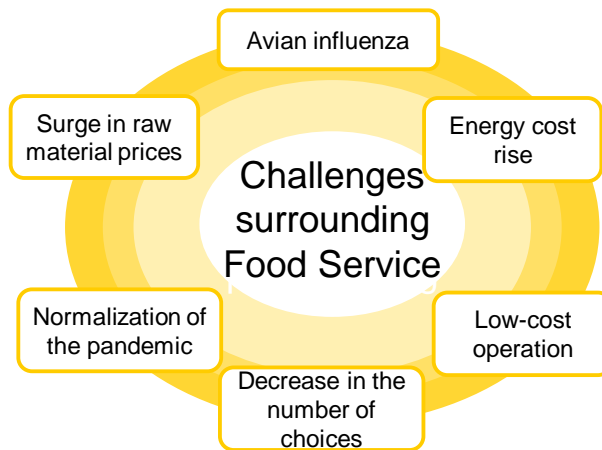 Avian influenza
Surge in raw
material prices
Energy cost
rise
Challenges
surrounding
Food Service
Normalization of
the pandemic
Low-cost
operation
Decrease in the
number of
choices